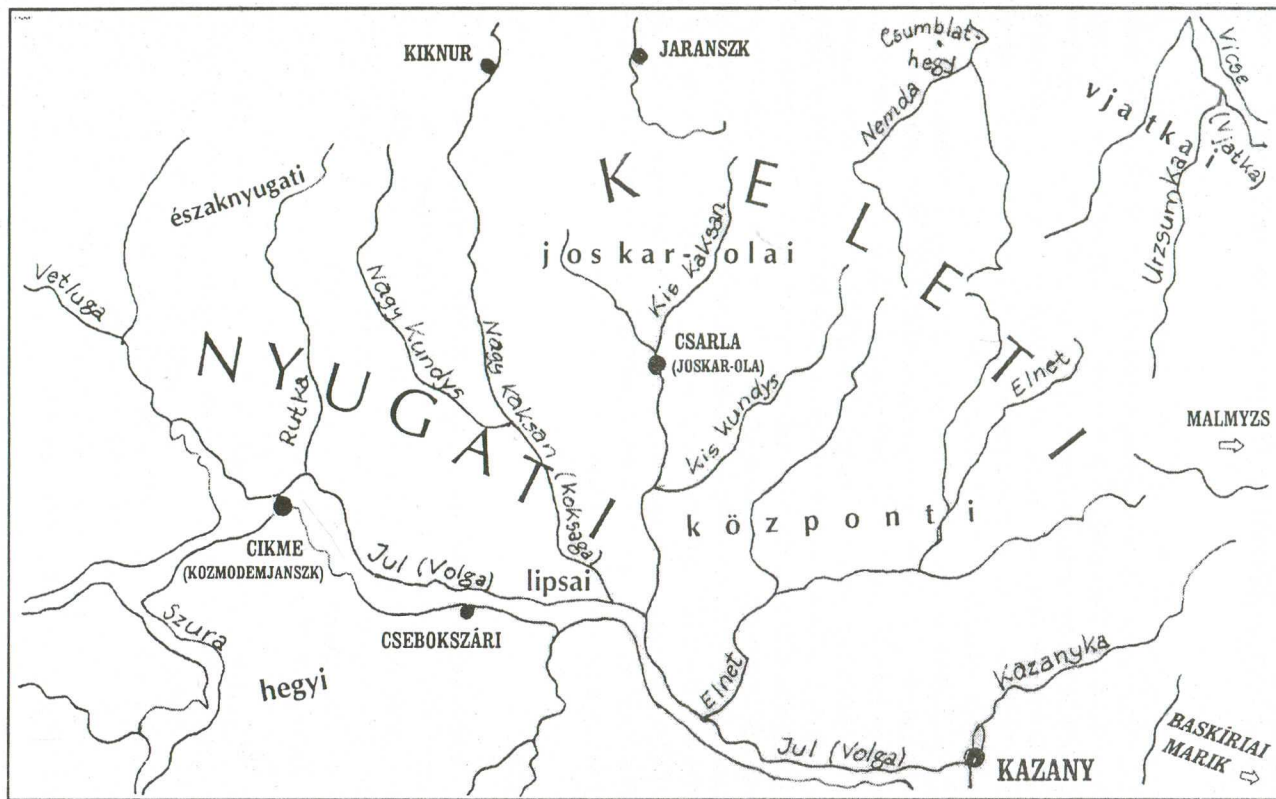 KIKNUR
JARANSZK
Csumblat-
hegy
Vicse
Nemda
vjatkai
(Vjatka)
Urzsumka
északnyugati
KELETI
joskar-olai
Kis kaksan
Vetluga
Nagy Kundys
Nagy kaksan (Koksaga)
CSARLA
(JOSKAR-OLA)
Kis kundys
Elnet
NYUGATI
Rutka
MALMYZS
központi
CIKME
(KOZMODEMJANSZK)
Jul (Volga)
lipsai
CSEBOKSZÁRI
Szura
hegyi
Elnet
Kazanyka
Jul (Volga)
KAZANY
BASKÍRIAI
MARIK